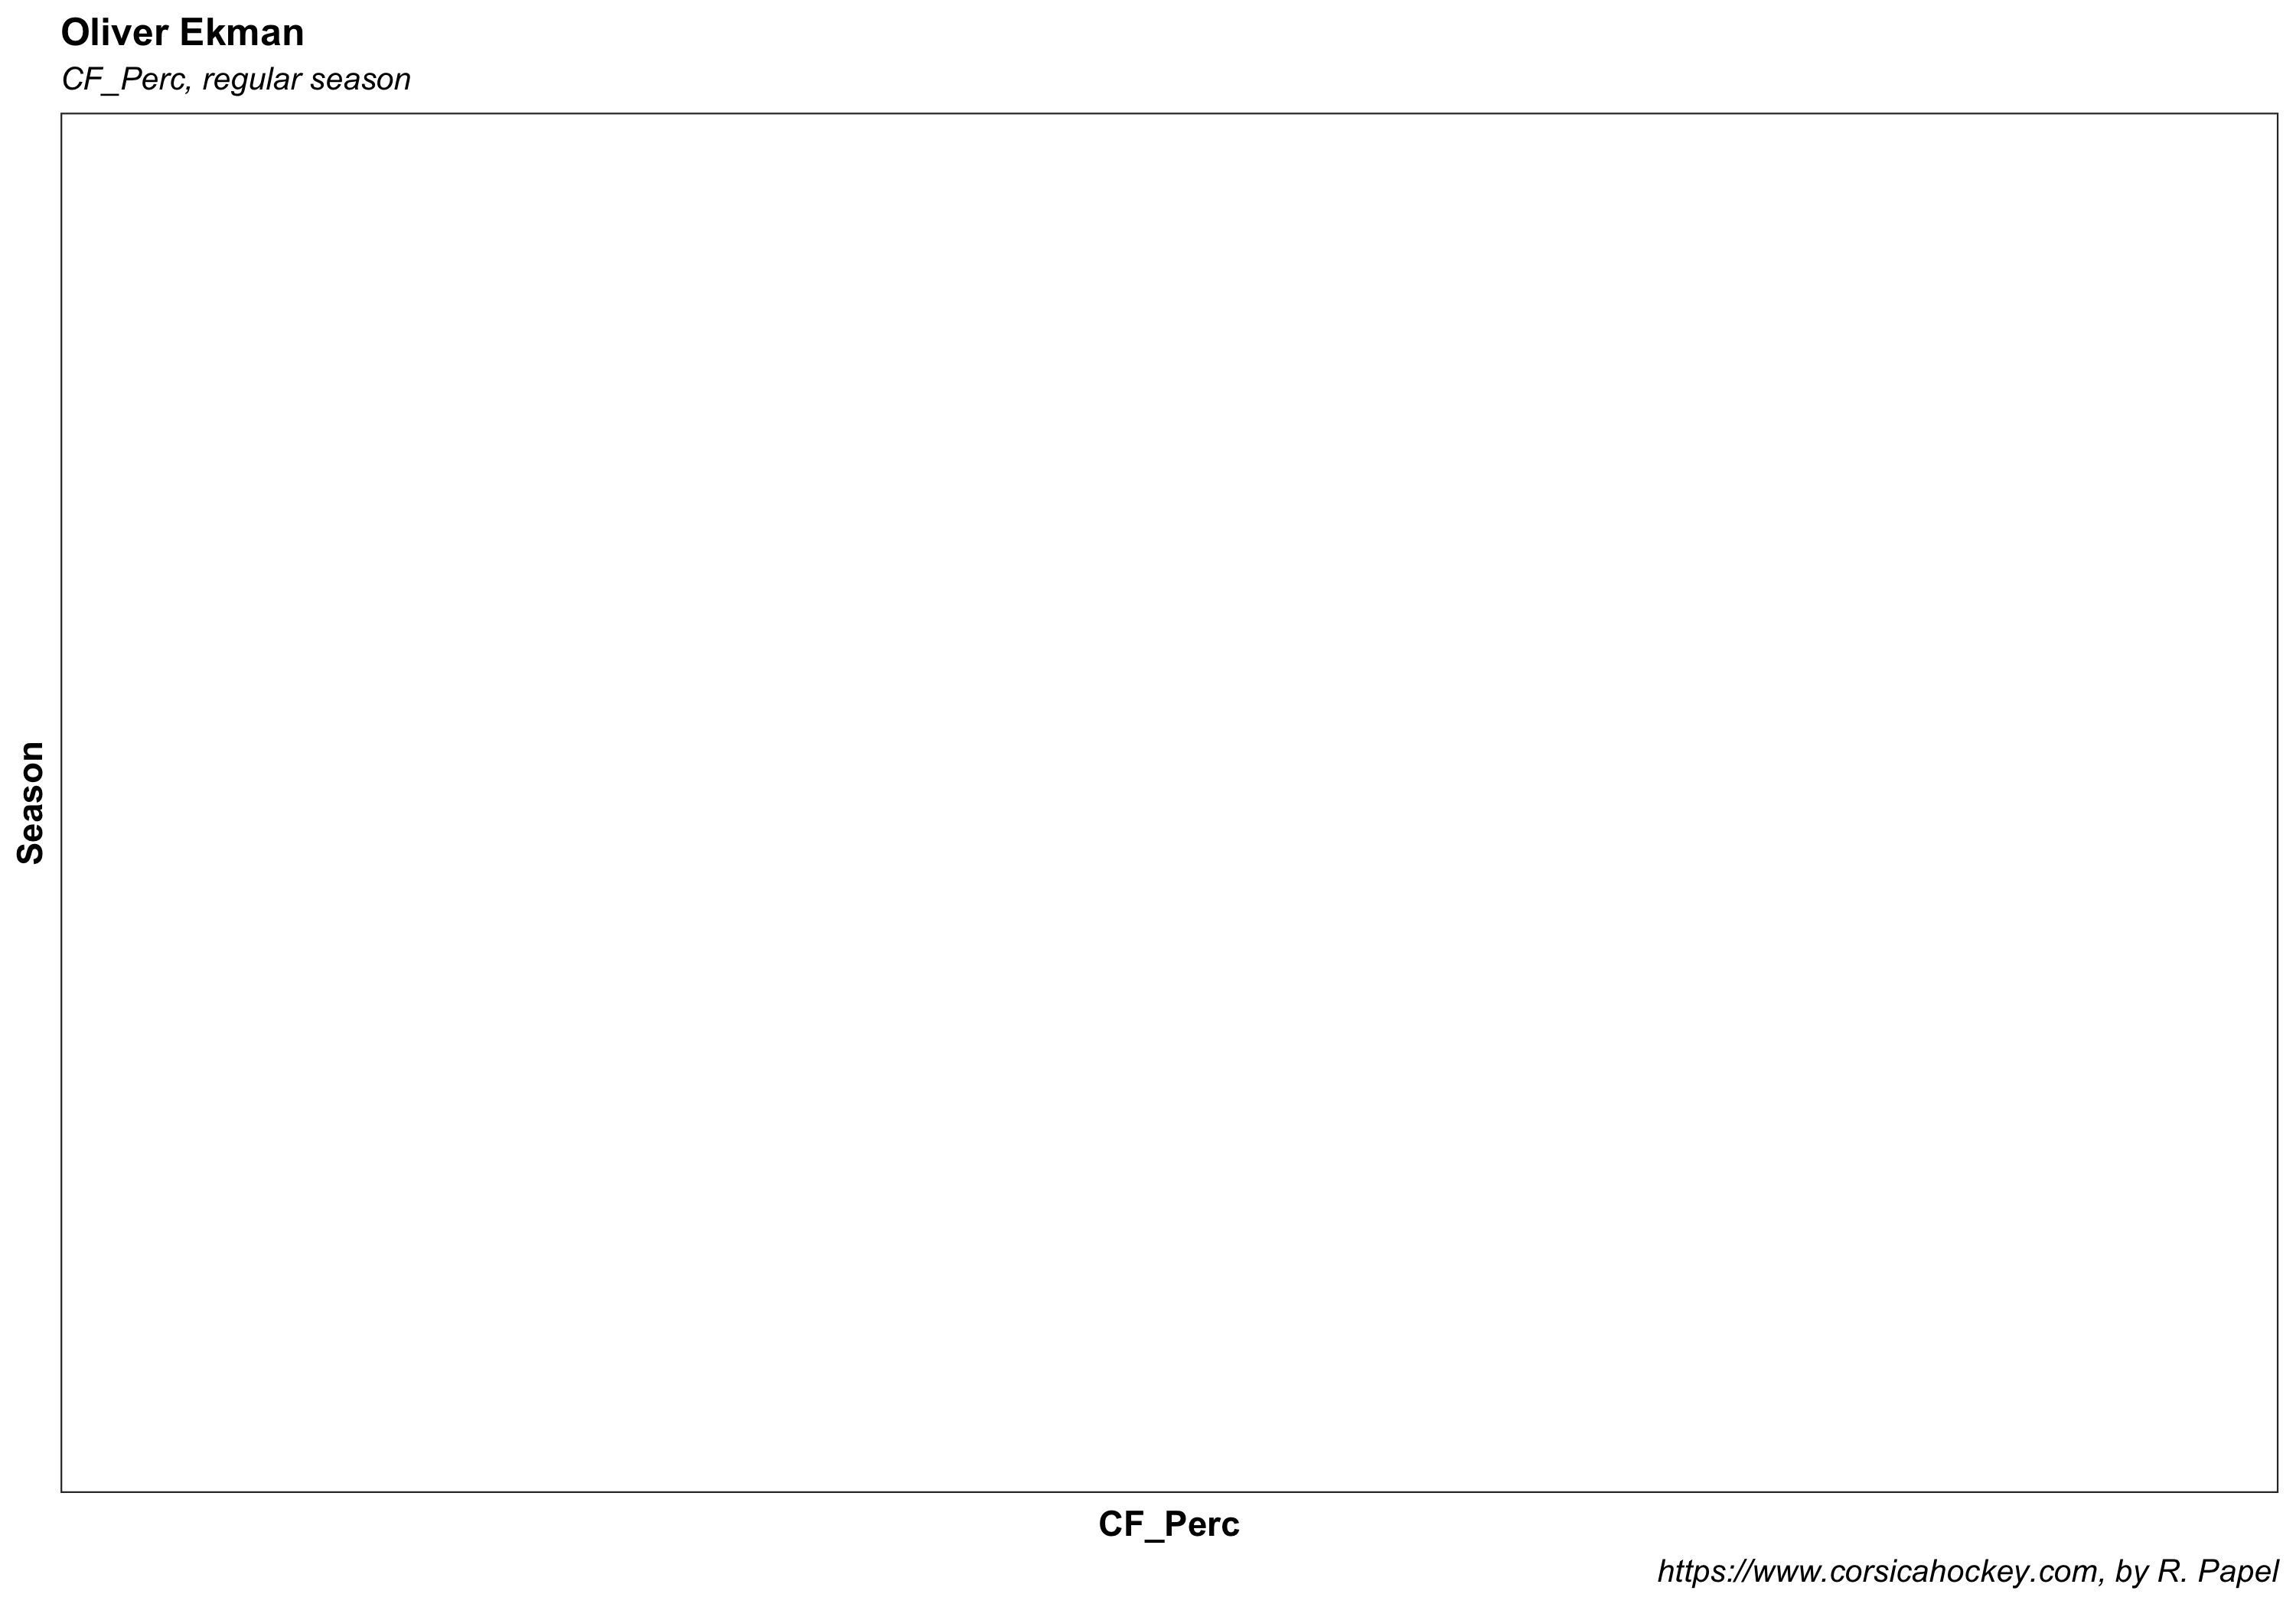 Oliver Ekman
CF_Perc, regular season
Season
CF_Perc
https://www.corsicahockey.com, by R. Papel